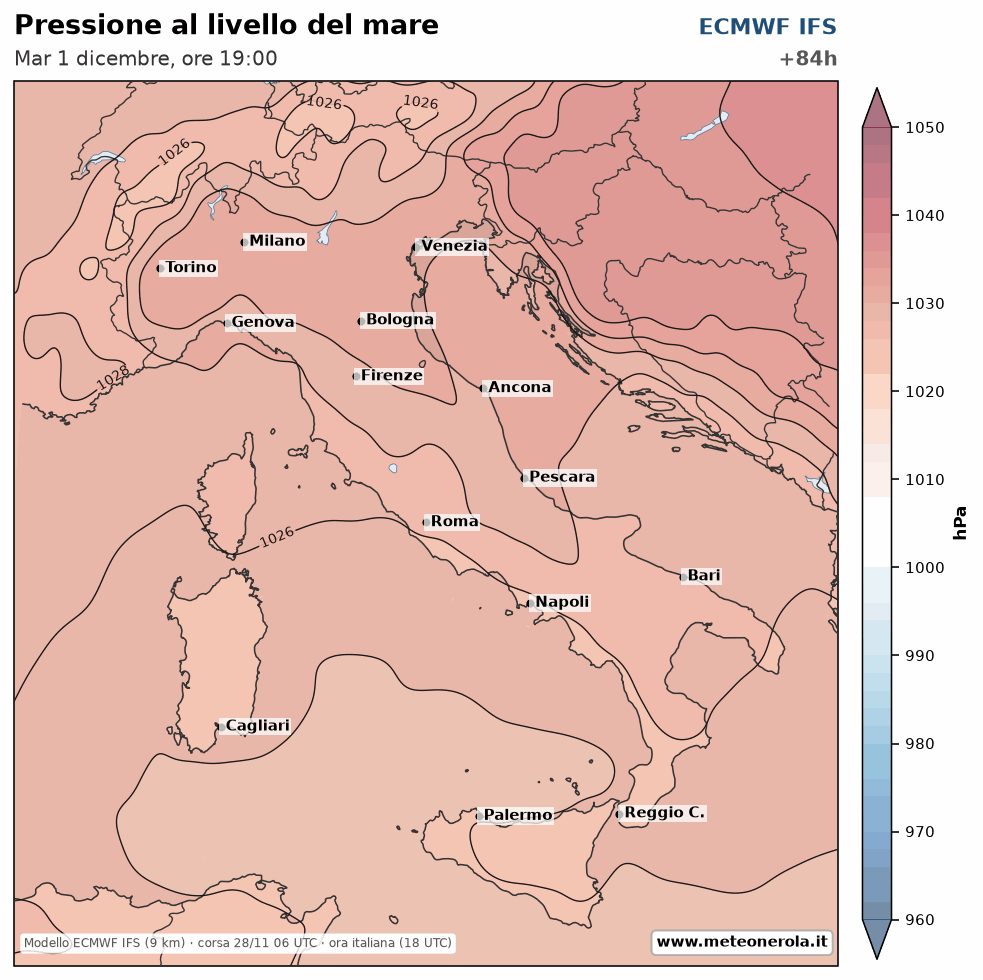 Pressione al livello del mare
ECMWF IFS
Mar 1 dicembre, ore 19:00
+84h
1026
1026
1026
Milano
Venezia
Torino
Genova
Bologna
1028
Firenze
Ancona
Pescara
Roma
1026
Bari
Napoli
Cagliari
Palermo
Reggio C.
Modello ECMWF IFS (9 km) · corsa 28/11 06 UTC · ora italiana (18 UTC)
www.meteonerola.it
1050
1040
1030
1020
1010
1000
990
980
970
960
hPa